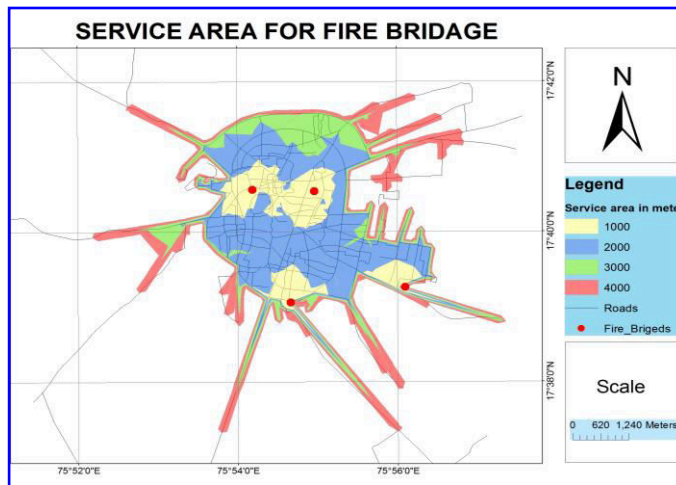 SERVICE AREA FOR FIRE BRIDAGE
17°42'0"N
17°40'0"N
17°38'0"N
75°52'0"E
75°54'0"E
75°56'0"E
N
Legend
Service area in mete
1000
2000
3000
4000
Roads
Fire_Brigeds
Scale
0 620 1,240 Meters